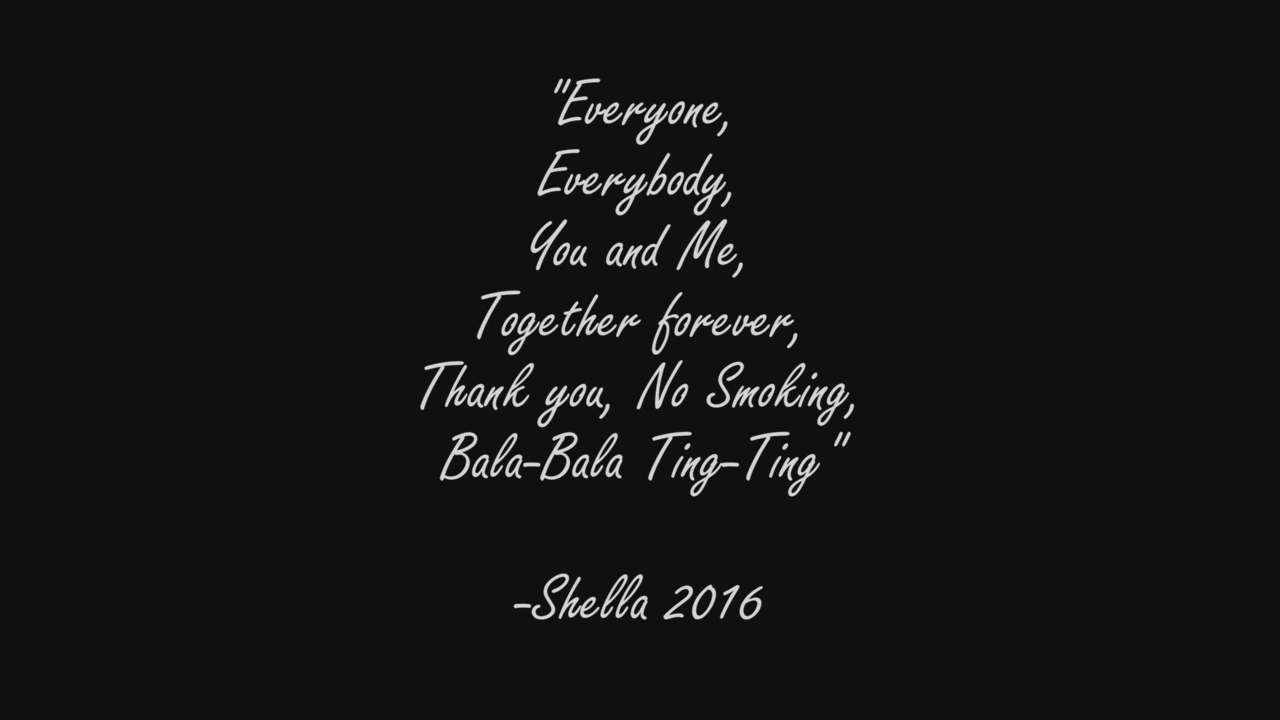 "Everyone,
Everybody,
You and Me,
Together forever,
Thank you, No Smoking,
Bala-Bala Ting-Ting"
-Shella 2016